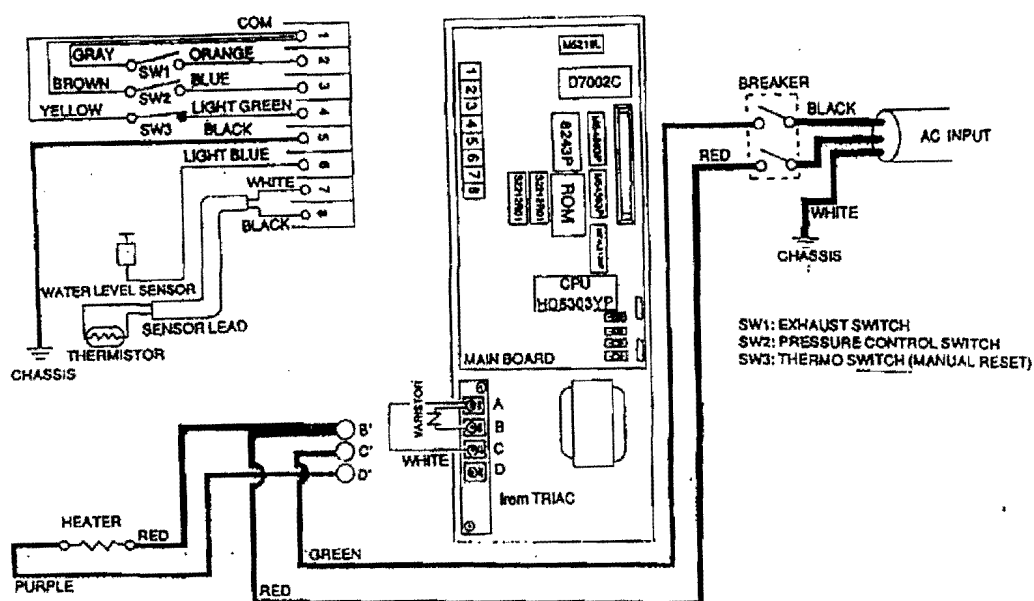 COM
GRAY
ORANGE
SW1
BROWN
BLUE
SW2
YELLOW
LIGHT GREEN
SW3
BLACK
LIGHT BLUE
WHITE
BLACK
1
2
3
4
5
6
7
8
WATER LEVEL SENSOR
SENSOR LEAD
THERMISTOR
CHASSIS
1
2
3
4
5
6
7
8
D7002C
8243P
ROM
CPU
MAIN BOARD
BREAKER
BLACK
AC INPUT
RED
WHITE
CHASSIS
SW1: EXHAUST SWITCH
SW2: PRESSURE CONTROL SWITCH
SW3: THERMO SWITCH (MANUAL RESET)
VARISTOR
A
B
C
D
WHITE
from TRIAC
B'
C'
D'
HEATER
RED
GREEN
PURPLE
RED